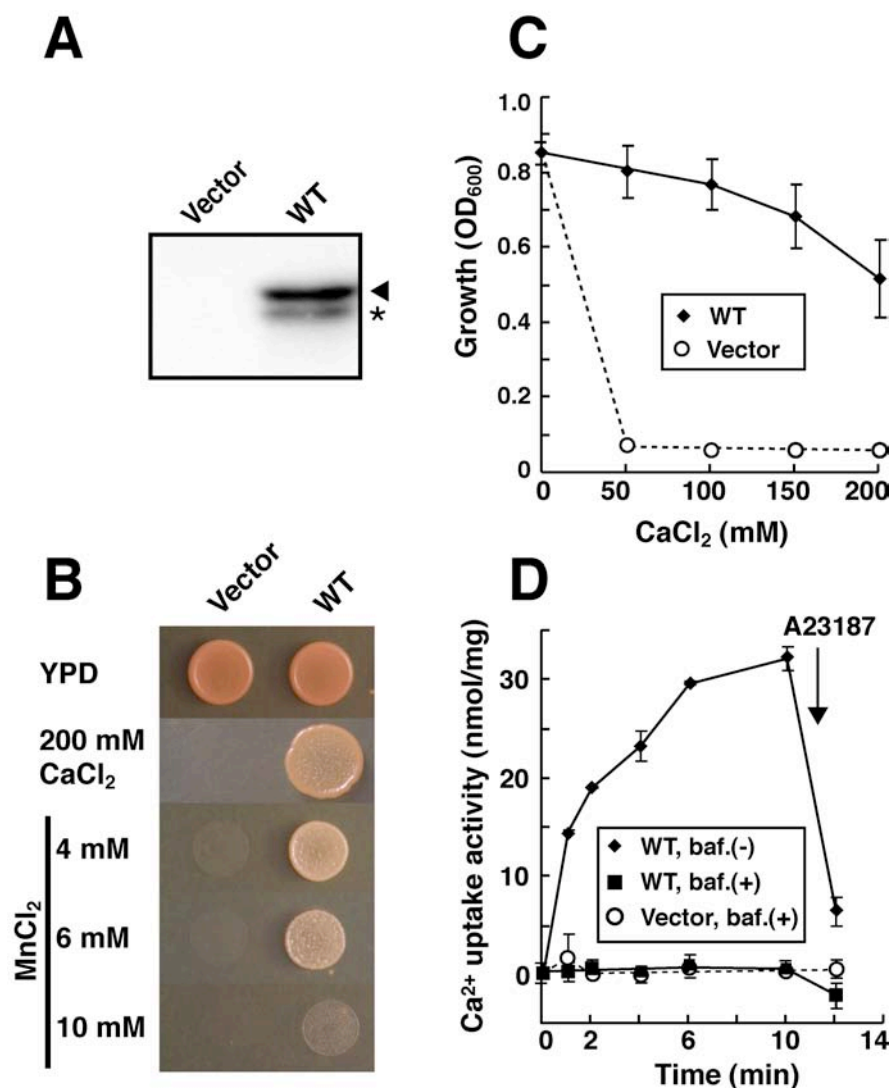 A
Vector
WT
*
B
Vector
WT
YPD
200 mM
CaCl₂
MnCl₂
4 mM
6 mM
10 mM
C
1.0
0.8
0.6
0.4
0.2
0
Growth (OD₆₀₀)
WT
Vector
0
50
100
150
200
CaCl₂ (mM)
D
A23187
30
20
10
0
Ca²⁺ uptake activity (nmol/mg)
WT, baf.(-)
WT, baf.(+)
Vector, baf.(+)
0
2
6
10
14
Time (min)